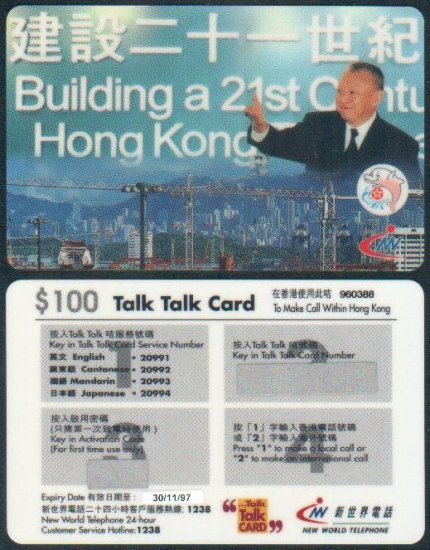 建設二十一世紀
Building a 21st Centu
Hong Kong
NW
$100 Talk Talk Card 在香港使用此咭 960388
To Make Call Within Hong Kong
按入Talk Talk 咭服務號碼
Key in Talk Talk Card Service Number
英文 English • 20991
廣東話 Cantonese • 20992
國語 Mandarin • 20993
日本語 Japanese • 20994
按入Talk Talk 咭號碼
Key in Talk Talk Card Number
按入啟用密碼
(只需第一次致電時使用)
Key in Activation Code
(For first time use only)
按「1」字輸入香港電話號碼
或「2」字輸入海外號碼
Press "1" to make a local call or
"2" to make an international call
Expiry Date 有效日期至: 30/11/97
新世界電話二十四小時客戶服務熱線: 1238
New World Telephone 24-hour
Customer Service Hotline: 1238
“Talk
Talk
CARD”
NW 新世界電話
NEW WORLD TELEPHONE